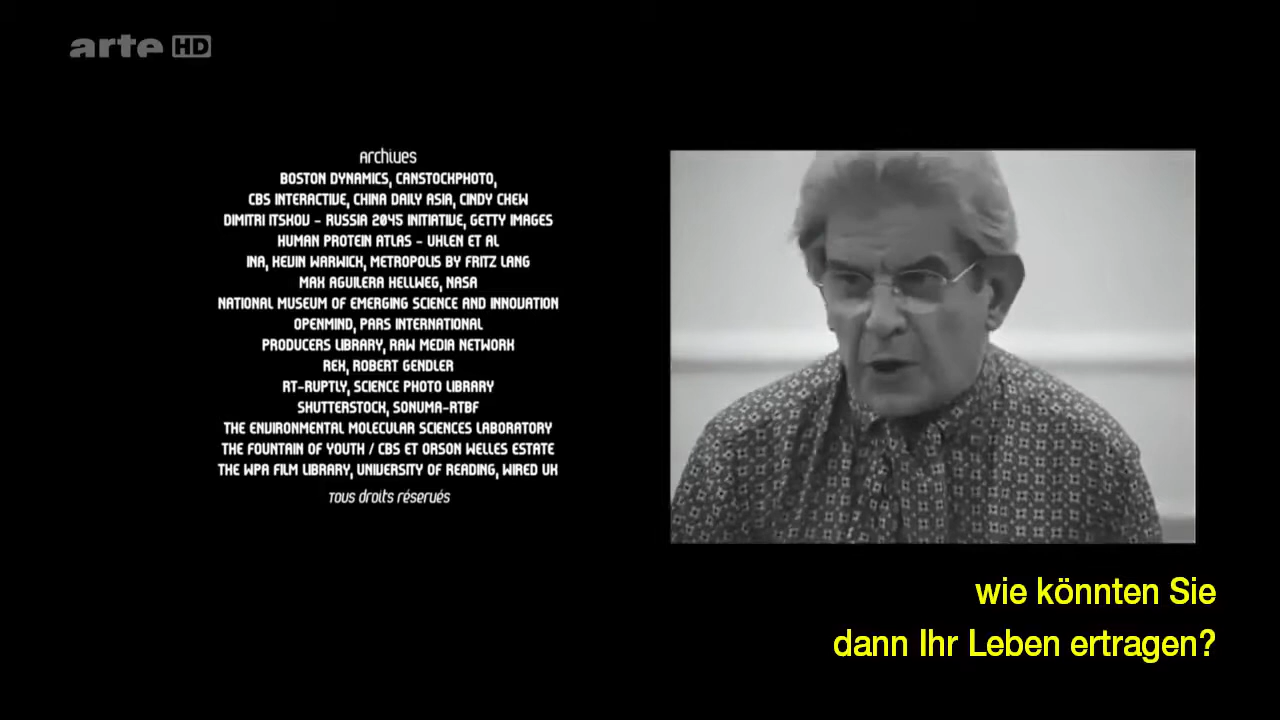 arte HD
Archives
BOSTON DYNAMICS, CANSTOCKPHOTO,
CBS INTERACTIVE, CHINA DAILY ASIA, CINDY CHEW
DIMITRI ITSKOV - RUSSIA 2045 INITIATIVE, GETTY IMAGES
HUMAN PROTEIN ATLAS - UHLEN ET AL
INA, KEVIN WARWICK, METROPOLIS BY FRITZ LANG
MAX AGUILERA HELLWEG, NASA
NATIONAL MUSEUM OF EMERGING SCIENCE AND INNOVATION
OPENMIND, PARS INTERNATIONAL
PRODUCERS LIBRARY, RAW MEDIA NETWORK
REX, ROBERT GENDLER
RT-RUPTLY, SCIENCE PHOTO LIBRARY
SHUTTERSTOCK, SONUMA-RTBF
THE ENVIRONMENTAL MOLECULAR SCIENCES LABORATORY
THE FOUNTAIN OF YOUTH / CBS ET ORSON WELLES ESTATE
THE WPA FILM LIBRARY, UNIVERSITY OF READING, WIRED UK
Tous droits réservés
wie könnten Sie
dann Ihr Leben ertragen?